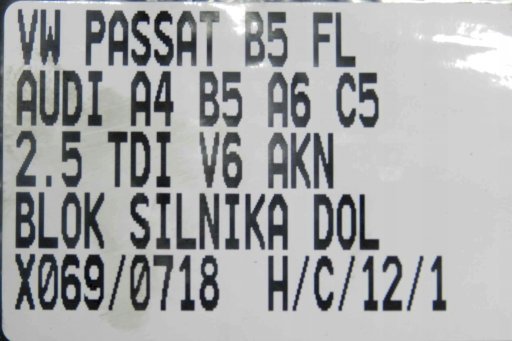 VW PASSAT B5 FL
AUDI A4 B5 A6 C5
2.5 TDI V6 AKN
BLOK SILNIKA DOL
X069/0718 H/C/12/1